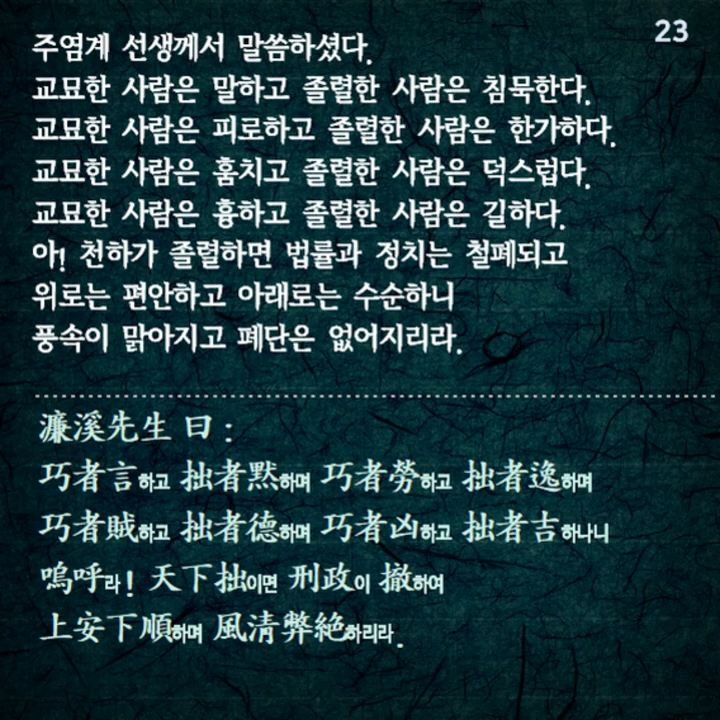 23
주염계 선생께서 말씀하셨다.
교묘한 사람은 말하고 졸렬한 사람은 침묵한다.
교묘한 사람은 피로하고 졸렬한 사람은 한가하다.
교묘한 사람은 훔치고 졸렬한 사람은 덕스럽다.
교묘한 사람은 흉하고 졸렬한 사람은 길하다.
아! 천하가 졸렬하면 법률과 정치는 철폐되고
위로는 편안하고 아래로는 수순하니
풍속이 맑아지고 폐단은 없어지리라.
濂溪先生 曰 :
巧者言하고 拙者黙하며 巧者勞하고 拙者逸하며
巧者賊하고 拙者德하며 巧者凶하고 拙者吉하나니
嗚呼라! 天下拙이면 刑政이 撤하여
上安下順하며 風淸弊絶하리라.